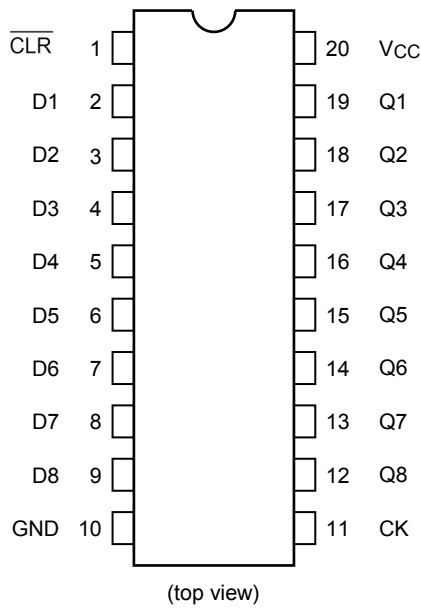 C̅L̅R̅ 1 20 VCC
D1 2 19 Q1
D2 3 18 Q2
D3 4 17 Q3
D4 5 16 Q4
D5 6 15 Q5
D6 7 14 Q6
D7 8 13 Q7
D8 9 12 Q8
GND 10 11 CK
(top view)